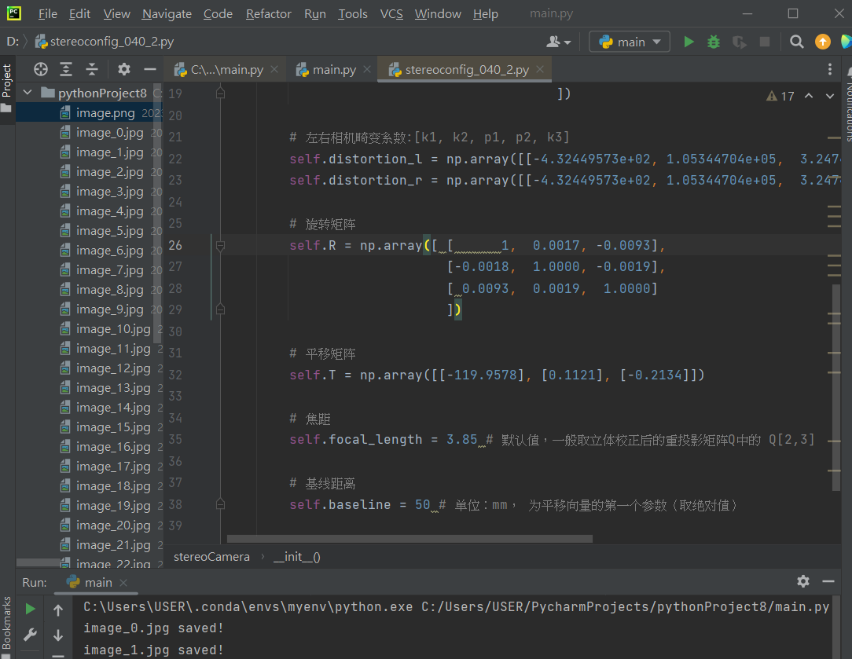 File Edit View Navigate Code Refactor Run Tools VCS Window Help main.py
D: stereoconfig_040_2.py main
C:\...\main.py main.py stereoconfig_040_2.py
Project
Notifications
pythonProject8
image.png
image_0.jpg
image_1.jpg
image_2.jpg
image_3.jpg
image_4.jpg
image_5.jpg
image_6.jpg
image_7.jpg
image_8.jpg
image_9.jpg
image_10.jpg
image_11.jpg
image_12.jpg
image_13.jpg
image_14.jpg
image_15.jpg
image_16.jpg
image_17.jpg
image_18.jpg
image_19.jpg
image_20.jpg
image_21.jpg
image_22.jpg
17
19 ])
20
21 # 左右相机畸变系数:[k1, k2, p1, p2, k3]
22 self.distortion_l = np.array([[-4.32449573e+02, 1.05344704e+05, 3.247
23 self.distortion_r = np.array([[-4.32449573e+02, 1.05344704e+05, 3.247
24
25 # 旋转矩阵
26 self.R = np.array([ [ 1, 0.0017, -0.0093],
27 [-0.0018, 1.0000, -0.0019],
28 [ 0.0093, 0.0019, 1.0000]
29 ])
30
31 # 平移矩阵
32 self.T = np.array([[-119.9578], [0.1121], [-0.2134]])
33
34 # 焦距
35 self.focal_length = 3.85 # 默认值，一般取立体校正后的重投影矩阵Q中的 Q[2,3]
36
37 # 基线距离
38 self.baseline = 50 # 单位：mm， 为平移向量的第一个参数（取绝对值）
39
stereoCamera › __init__()
Run: main
Bookmarks
C:\Users\USER\.conda\envs\myenv\python.exe C:/Users/USER/PycharmProjects/pythonProject8/main.py
image_0.jpg saved!
image_1.jpg saved!